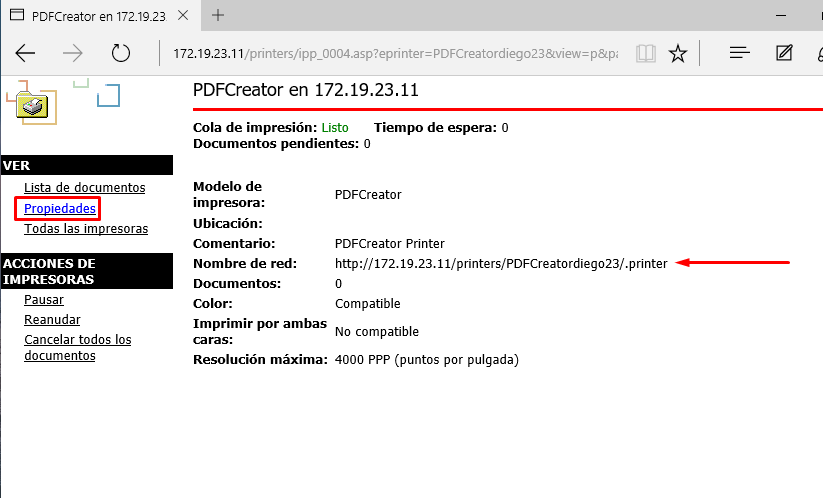 PDFCreator en 172.19.23
172.19.23.11/printers/ipp_0004.asp?eprinter=PDFCreatordiego23&view=p&pa
PDFCreator en 172.19.23.11
Cola de impresión: Listo Tiempo de espera: 0
Documentos pendientes: 0
VER
Lista de documentos
Propiedades
Todas las impresoras
ACCIONES DE
IMPRESORAS
Pausar
Reanudar
Cancelar todos los
documentos
Modelo de
impresora: PDFCreator
Ubicación:
Comentario: PDFCreator Printer
Nombre de red: http://172.19.23.11/printers/PDFCreatordiego23/.printer
Documentos: 0
Color: Compatible
Imprimir por ambas
caras: No compatible
Resolución máxima: 4000 PPP (puntos por pulgada)